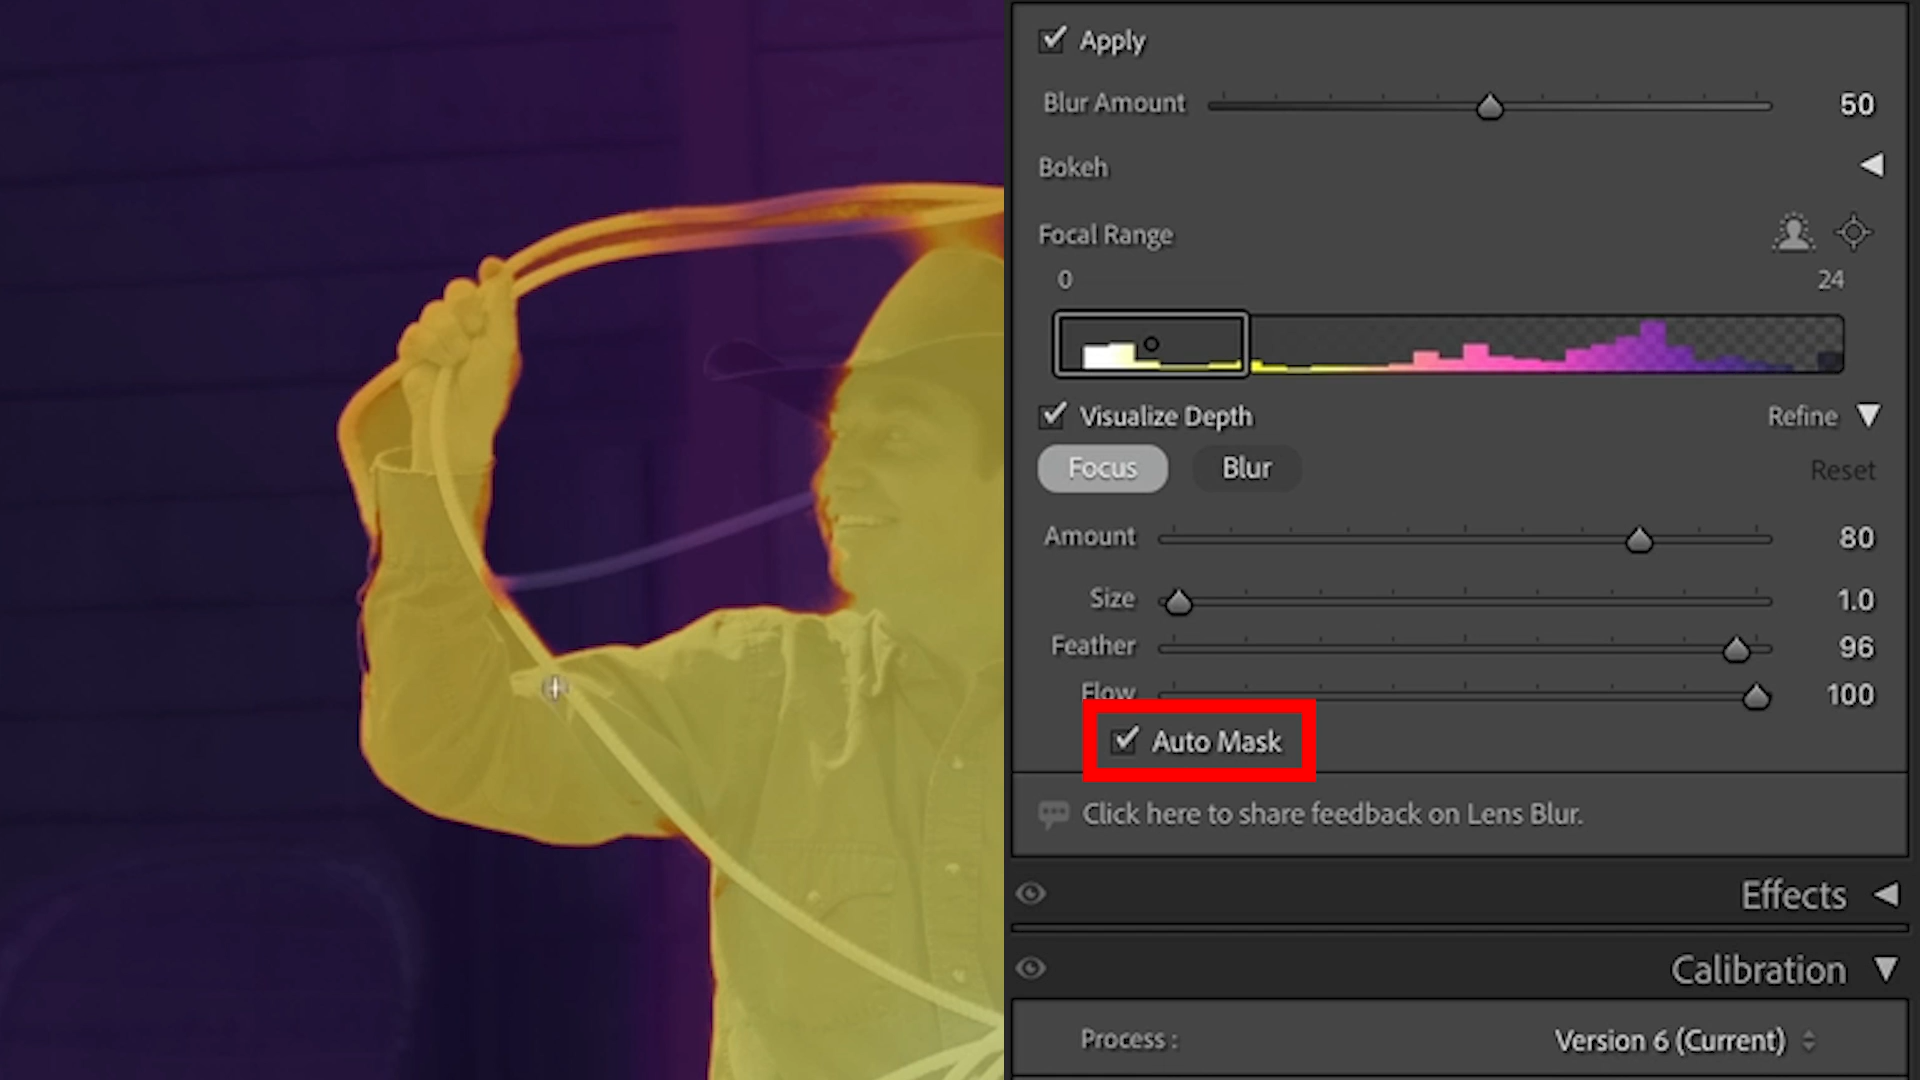 Apply
Blur Amount 50
Bokeh
Focal Range
0 24
Visualize Depth Refine
Focus Blur Reset
Amount 80
Size 1.0
Feather 96
Flow 100
Auto Mask
Click here to share feedback on Lens Blur.
Effects
Calibration
Process : Version 6 (Current)